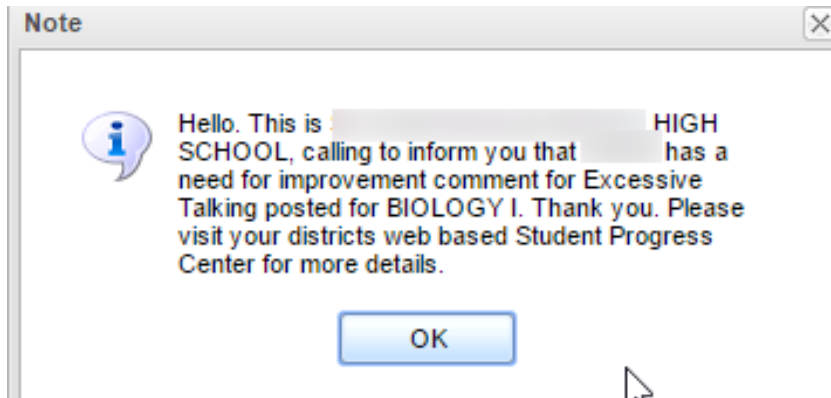 Note
Hello. This is HIGH
SCHOOL, calling to inform you that has a
need for improvement comment for Excessive
Talking posted for BIOLOGY I. Thank you. Please
visit your districts web based Student Progress
Center for more details.
OK